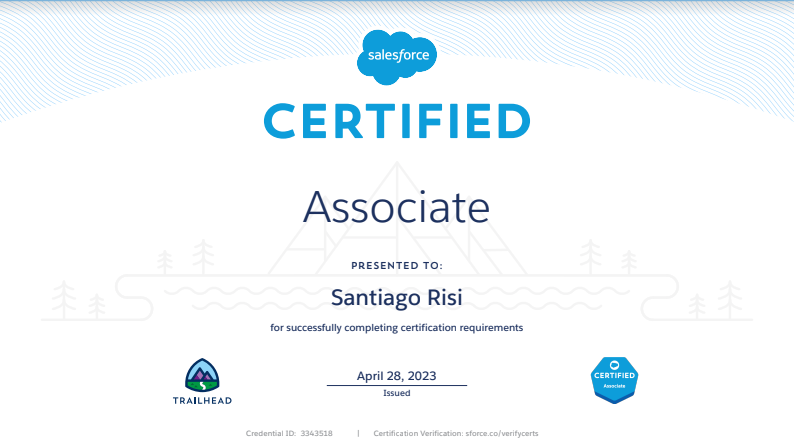 salesforce
CERTIFIED
Associate
PRESENTED TO:
Santiago Risi
for successfully completing certification requirements
April 28, 2023
Issued
TRAILHEAD
CERTIFIED
Associate
Credential ID: 3343518 | Certification Verification: sforce.co/verifycerts